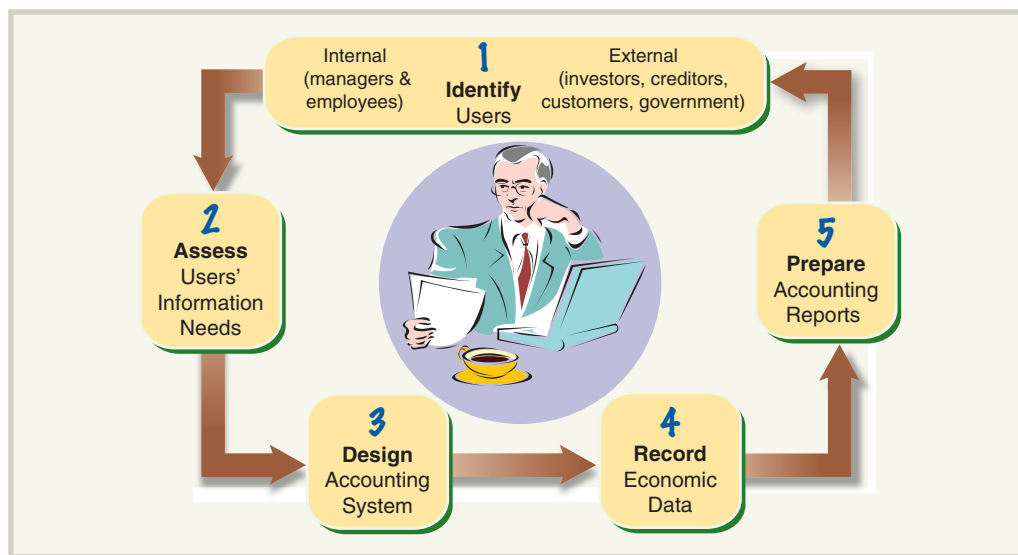 1
Identify
Users
Internal
(managers &
employees)
External
(investors, creditors,
customers, government)
2
Assess
Users’
Information
Needs
3
Design
Accounting
System
4
Record
Economic
Data
5
Prepare
Accounting
Reports